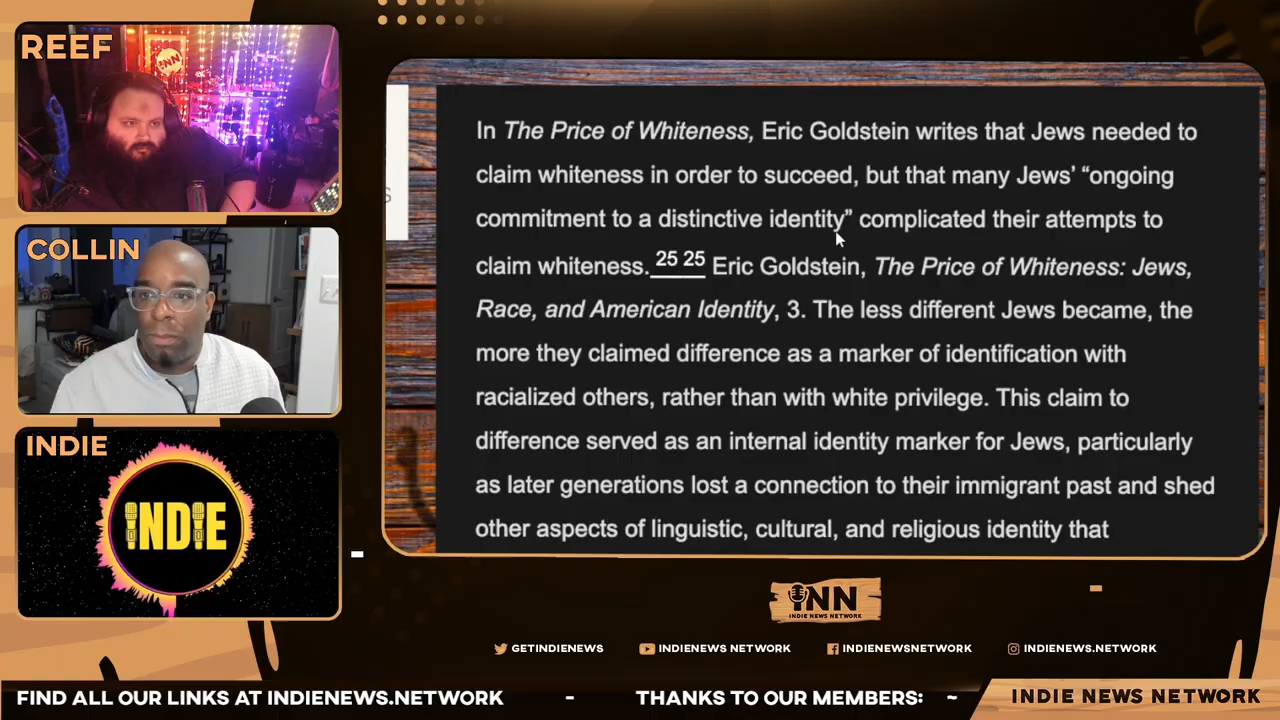 REEF
INN
COLLIN
INDIE
INDIE
In The Price of Whiteness, Eric Goldstein writes that Jews needed to
claim whiteness in order to succeed, but that many Jews’ “ongoing
commitment to a distinctive identity” complicated their attempts to
claim whiteness. 25 25 Eric Goldstein, The Price of Whiteness: Jews,
Race, and American Identity, 3. The less different Jews became, the
more they claimed difference as a marker of identification with
racialized others, rather than with white privilege. This claim to
difference served as an internal identity marker for Jews, particularly
as later generations lost a connection to their immigrant past and shed
other aspects of linguistic, cultural, and religious identity that
INN
INDIE NEWS NETWORK
GETINDIENEWS INDIENEWS NETWORK INDIENEWSNETWORK INDIENEWS.NETWORK
FIND ALL OUR LINKS AT INDIENEWS.NETWORK - THANKS TO OUR MEMBERS: ~ INDIE NEWS NETWORK